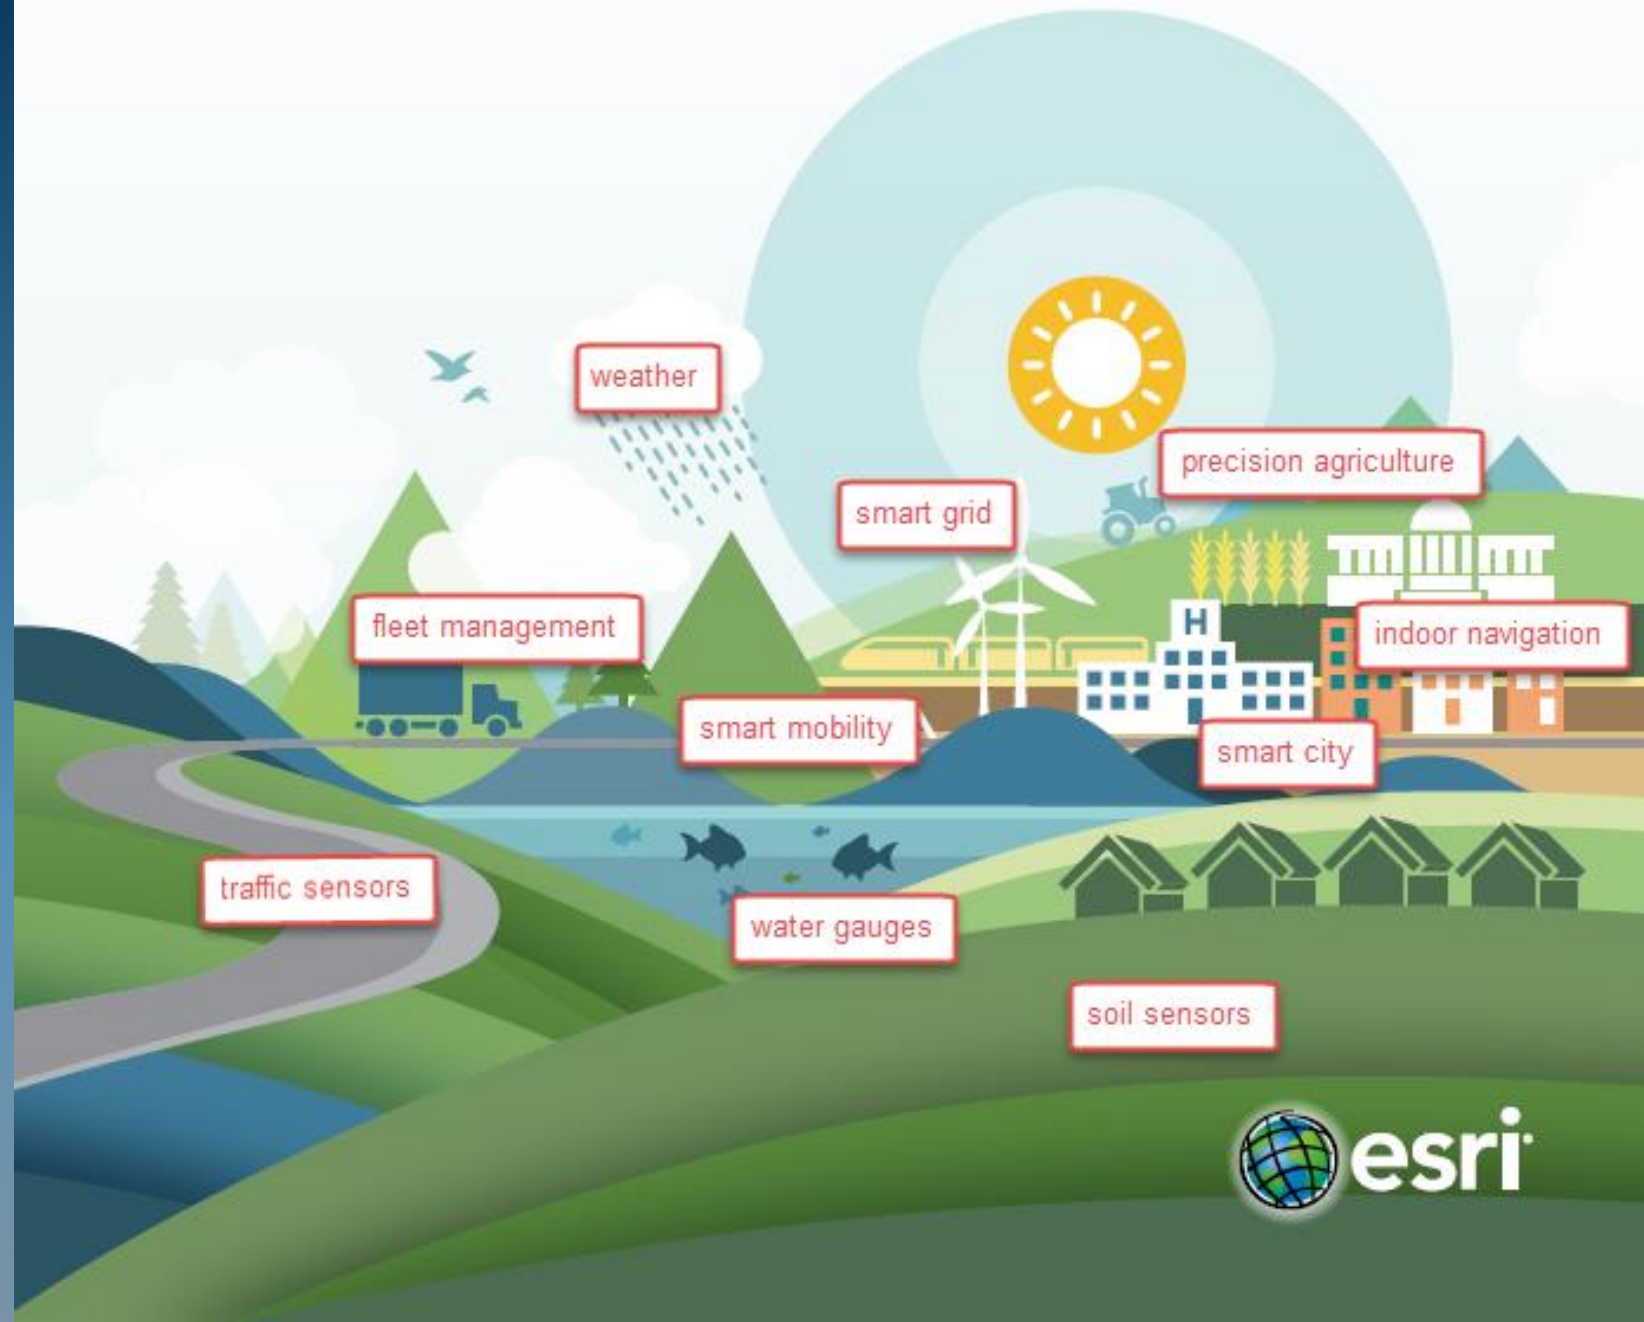 weather
precision agriculture
smart grid
fleet management
H
indoor navigation
smart mobility
smart city
traffic sensors
water gauges
soil sensors
esri